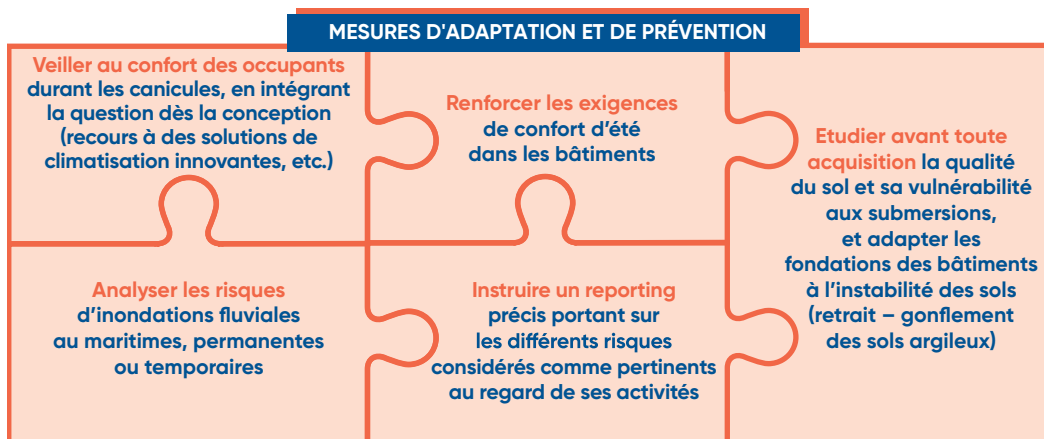 MESURES D'ADAPTATION ET DE PRÉVENTION
Veiller au confort des occupants
durant les canicules, en intégrant
la question dès la conception
(recours à des solutions de
climatisation innovantes, etc.)
Renforcer les exigences
de confort d'été
dans les bâtiments
Etudier avant toute
acquisition la qualité
du sol et sa vulnérabilité
aux submersions,
et adapter les
fondations des bâtiments
à l'instabilité des sols
(retrait – gonflement
des sols argileux)
Analyser les risques
d'inondations fluviales
au maritimes, permanentes
ou temporaires
Instruire un reporting
précis portant sur
les différents risques
considérés comme pertinents
au regard de ses activités